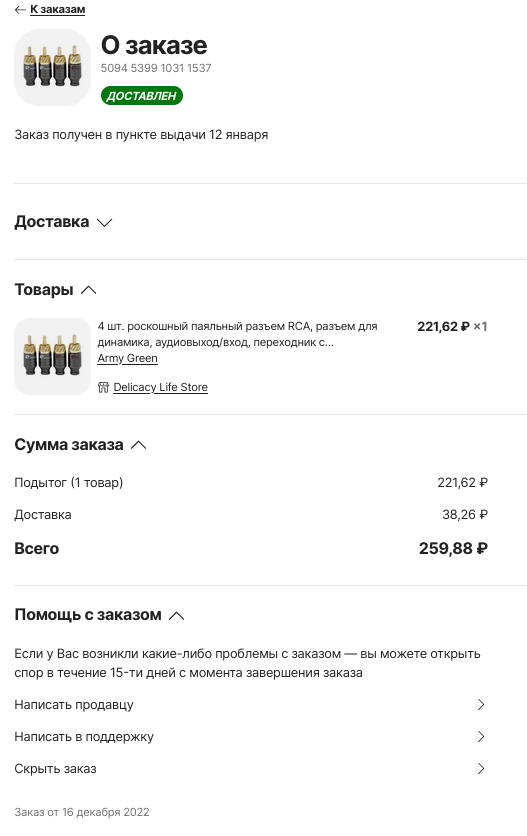 К заказам
О заказе
5094 5399 1031 1537
ДОСТАВЛЕН
Заказ получен в пункте выдачи 12 января
Доставка
Товары
4 шт. роскошный паяльный разъем RCA, разъем для 221,62 ₽ ×1
динамика, аудиовыход/вход, переходник с...
Army Green
Delicacy Life Store
Сумма заказа
Подытог (1 товар) 221,62 ₽
Доставка 38,26 ₽
Всего 259,88 ₽
Помощь с заказом
Если у Вас возникли какие-либо проблемы с заказом — вы можете открыть
спор в течение 15-ти дней с момента завершения заказа
Написать продавцу
Написать в поддержку
Скрыть заказ
Заказ от 16 декабря 2022